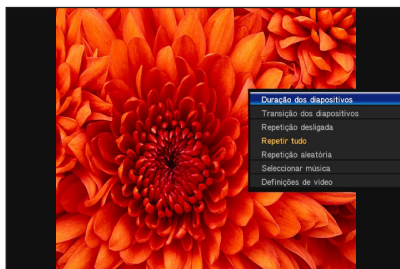 Duração dos diapositivos
Transição dos diapositivos
Repetição desligada
Repetir tudo
Repetição aleatória
Seleccionar música
Definições de vídeo